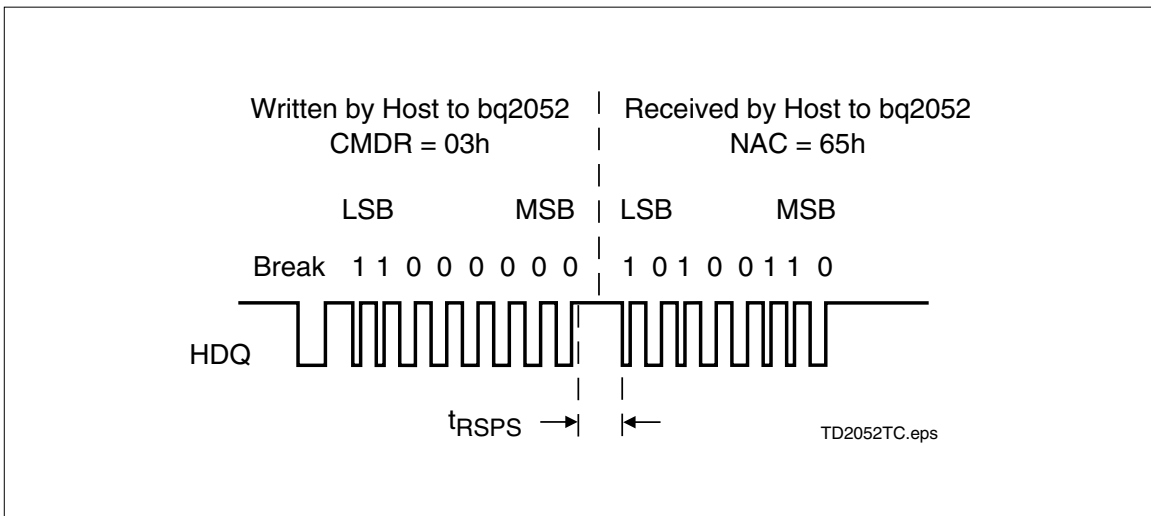 Written by Host to bq2052
CMDR = 03h
Received by Host to bq2052
NAC = 65h
LSB MSB LSB MSB
Break 1 1 0 0 0 0 0 0 1 0 1 0 0 1 1 0
HDQ
tRSPS
TD2052TC.eps